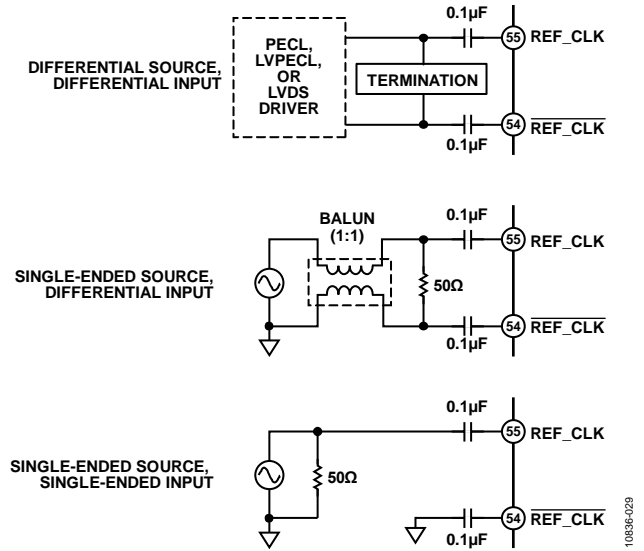 0.1µF
55 REF_CLK
PECL,
LVPECL,
OR
LVDS
DRIVER
DIFFERENTIAL SOURCE,
DIFFERENTIAL INPUT
TERMINATION
54 REF_CLK
0.1µF
BALUN
(1:1)
0.1µF
55 REF_CLK
SINGLE-ENDED SOURCE,
DIFFERENTIAL INPUT
50Ω
54 REF_CLK
0.1µF
0.1µF
55 REF_CLK
SINGLE-ENDED SOURCE,
SINGLE-ENDED INPUT
50Ω
54 REF_CLK
0.1µF
10836-029